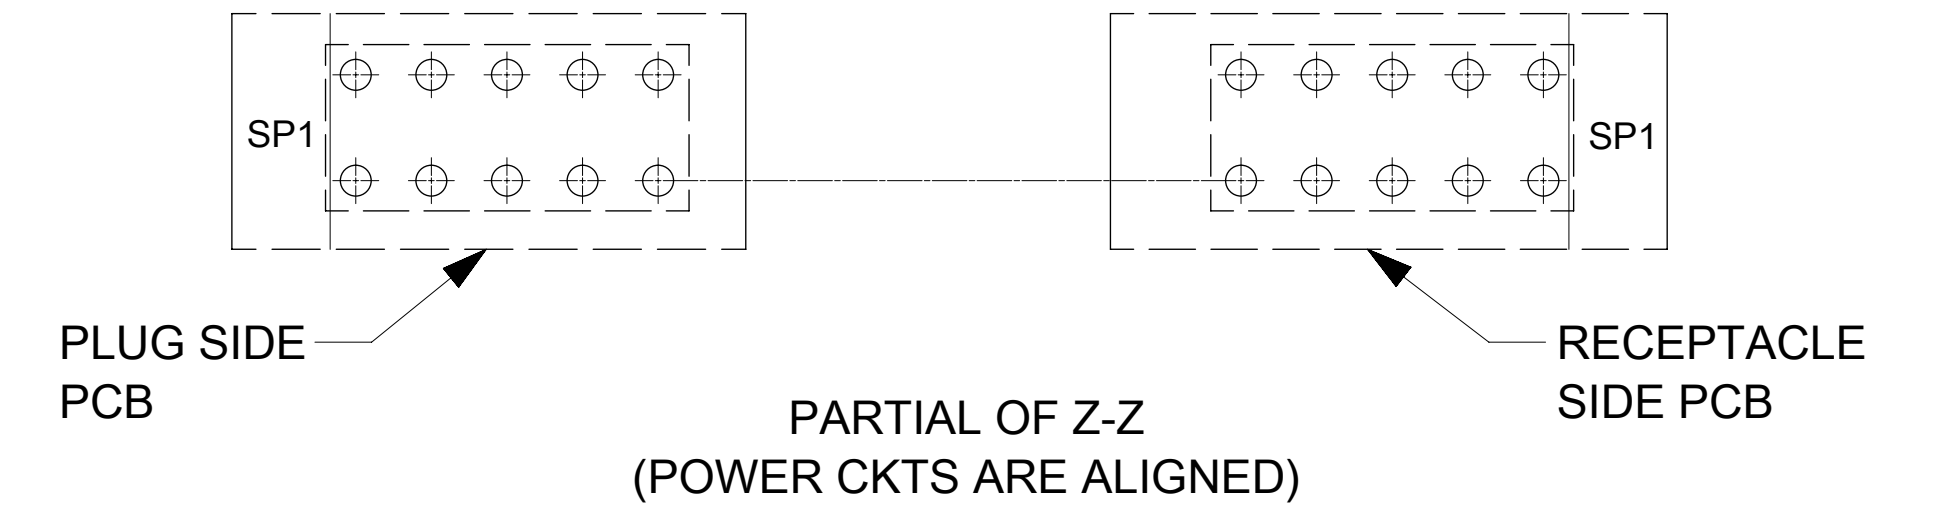 SP1
SP1
PLUG SIDE
PCB
RECEPTACLE
SIDE PCB
PARTIAL OF Z-Z
(POWER CKTS ARE ALIGNED)